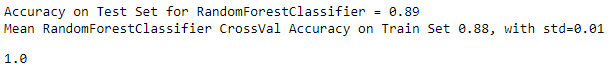 Accuracy on Test Set for RandomForestClassifier = 0.89
Mean RandomForestClassifier CrossVal Accuracy on Train Set 0.88, with std=0.01
1.0